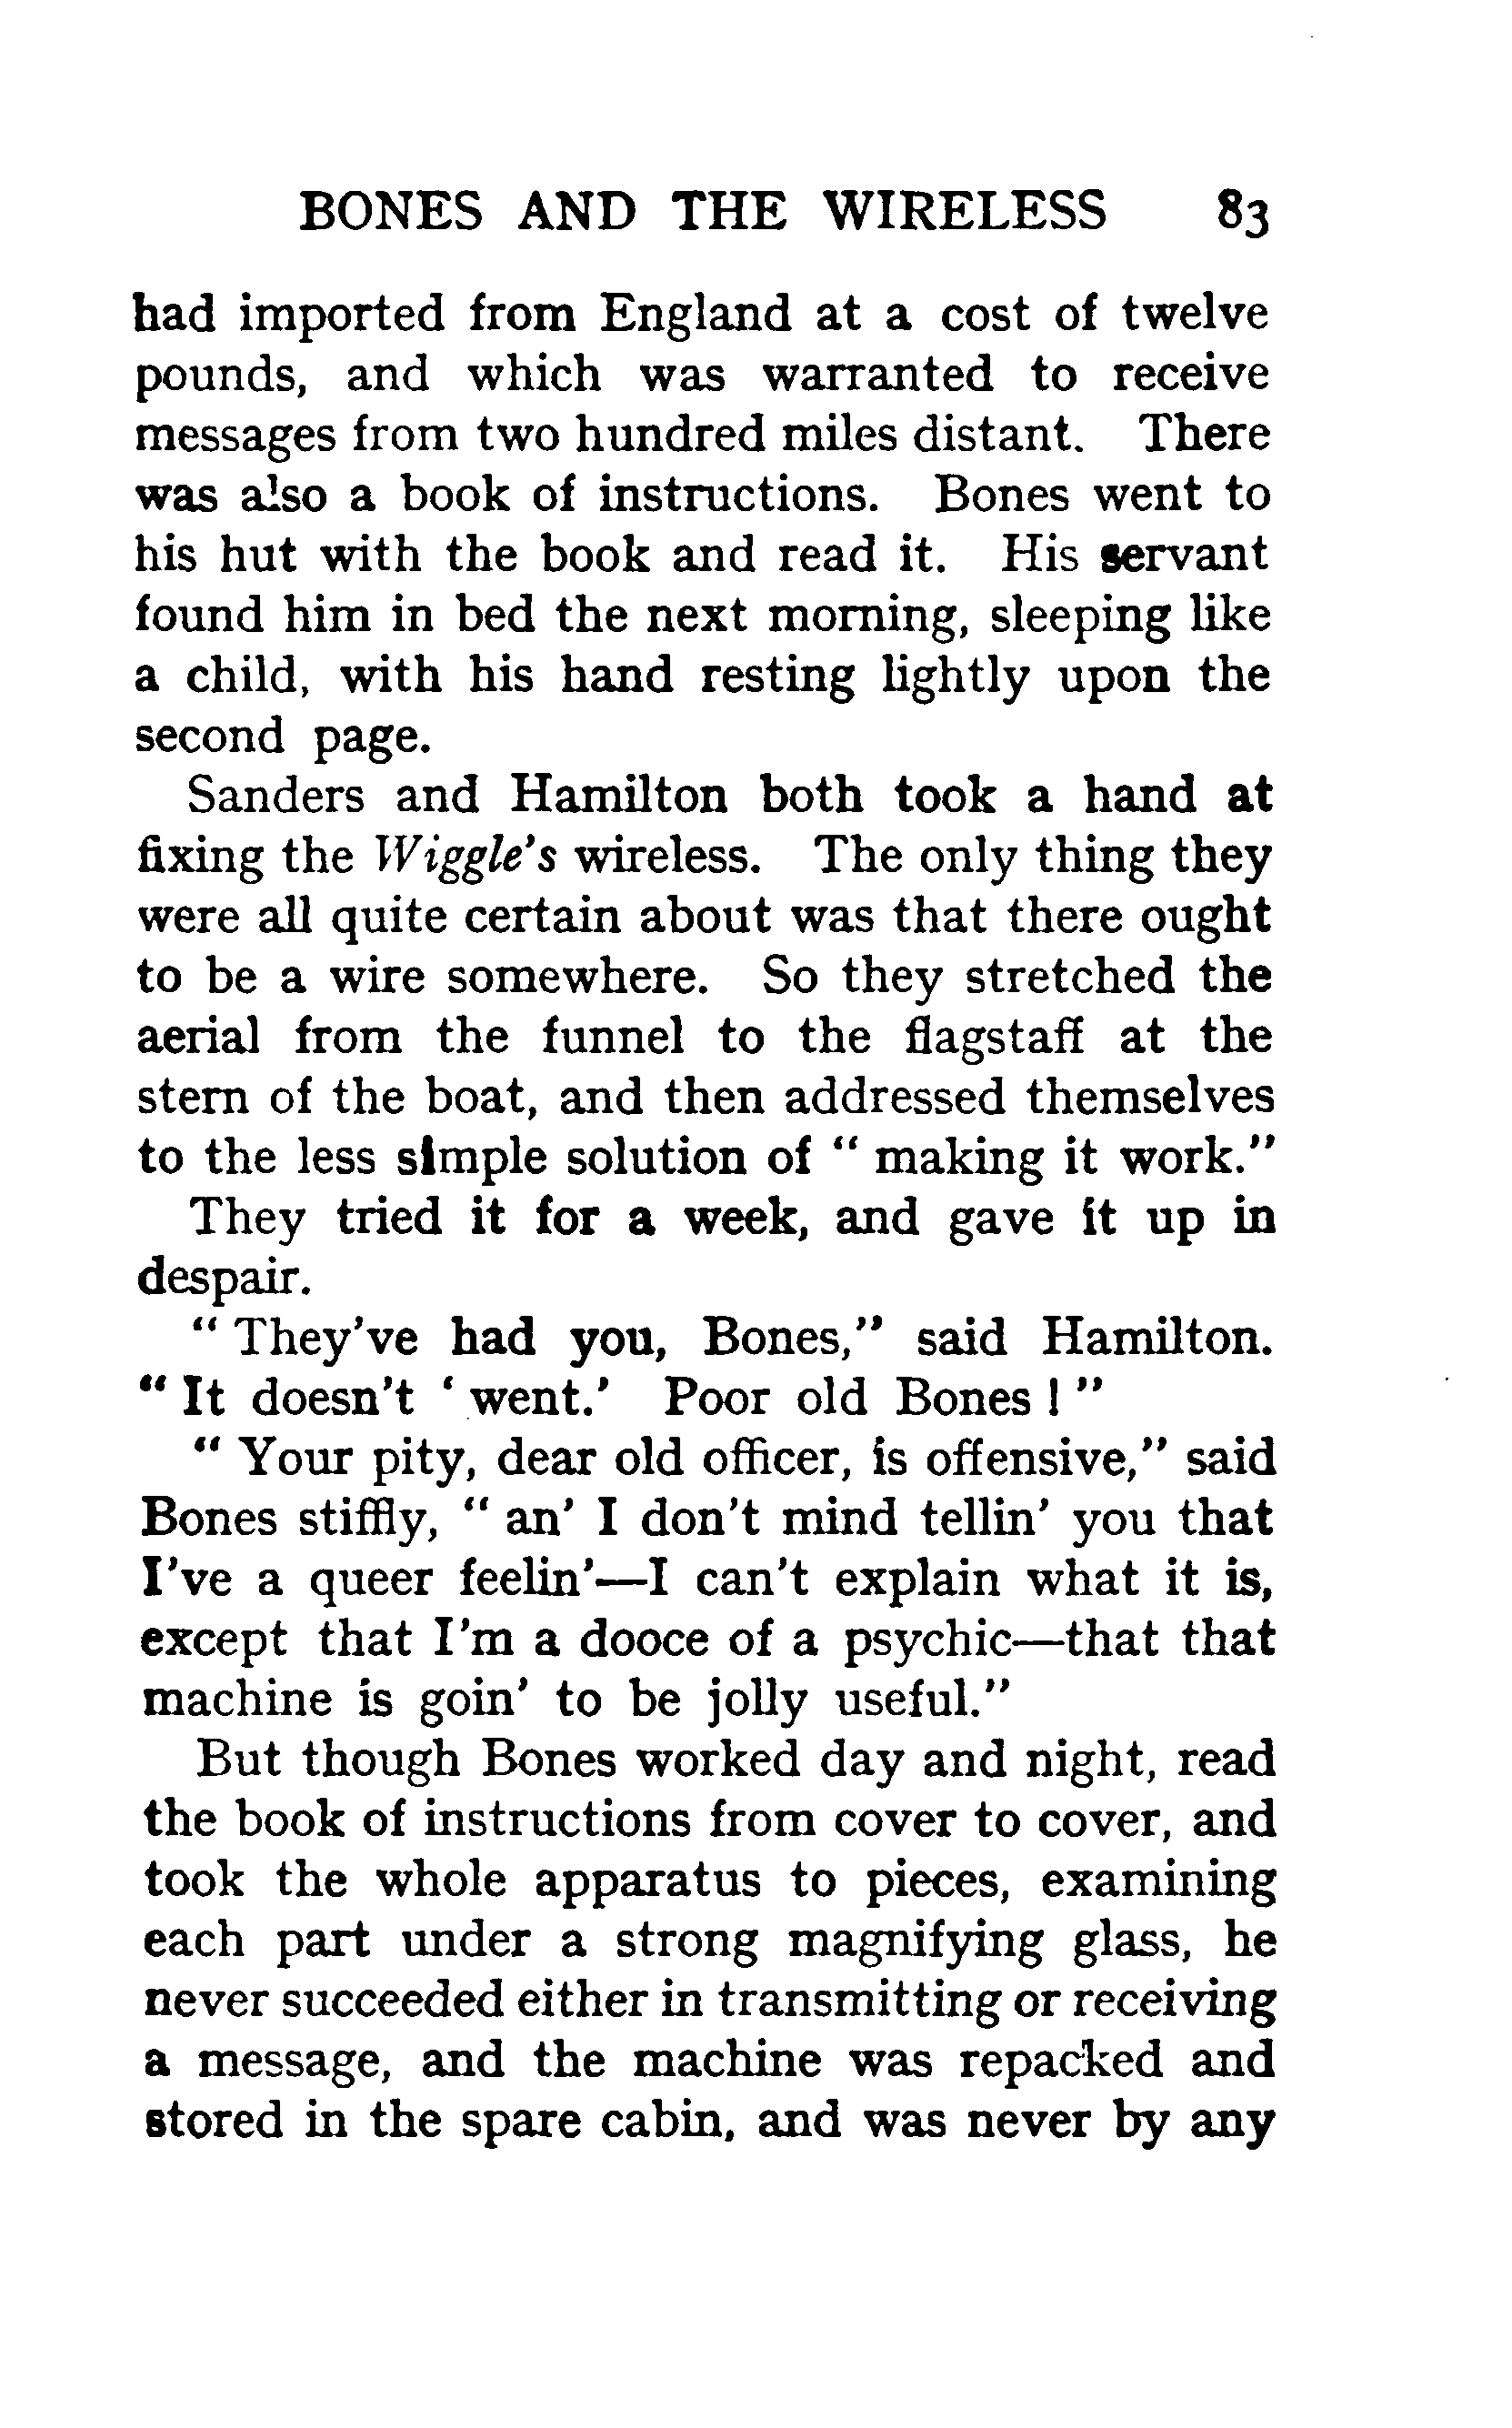 BONES AND THE WIRELESS 83
had imported from England at a cost of twelve
pounds, and which was warranted to receive
messages from two hundred miles distant. There
was also a book of instructions. Bones went to
his hut with the book and read it. His servant
found him in bed the next morning, sleeping like
a child, with his hand resting lightly upon the
second page.
Sanders and Hamilton both took a hand at
fixing the Wiggle's wireless. The only thing they
were all quite certain about was that there ought
to be a wire somewhere. So they stretched the
aerial from the funnel to the flagstaff at the
stern of the boat, and then addressed themselves
to the less simple solution of " making it work."
They tried it for a week, and gave it up in
despair.
" They've had you, Bones," said Hamilton.
" It doesn't ' went.' Poor old Bones ! "
" Your pity, dear old officer, is offensive," said
Bones stiffly, " an' I don't mind tellin' you that
I've a queer feelin'—I can't explain what it is,
except that I'm a dooce of a psychic—that that
machine is goin' to be jolly useful."
But though Bones worked day and night, read
the book of instructions from cover to cover, and
took the whole apparatus to pieces, examining
each part under a strong magnifying glass, he
never succeeded either in transmitting or receiving
a message, and the machine was repacked and
stored in the spare cabin, and was never by any